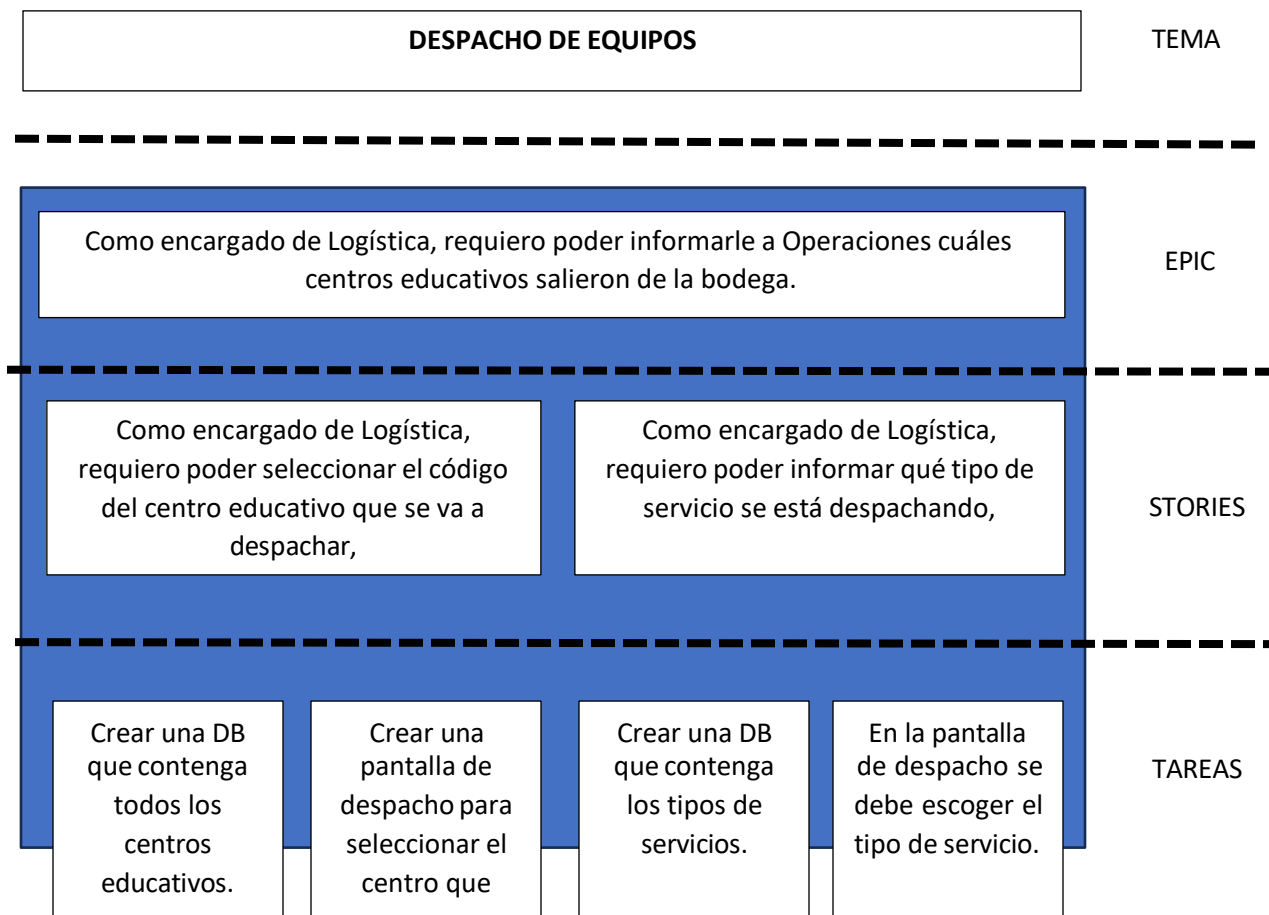 DESPACHO DE EQUIPOS
TEMA
Como encargado de Logística, requiero poder informarle a Operaciones cuáles
centros educativos salieron de la bodega.
EPIC
Como encargado de Logística,
requiero poder seleccionar el código
del centro educativo que se va a
despachar,
Como encargado de Logística,
requiero poder informar qué tipo de
servicio se está despachando,
STORIES
Crear una DB
que contenga
todos los
centros
educativos.
Crear una
pantalla de
despacho para
seleccionar el
centro que
Crear una DB
que contenga
los tipos de
servicios.
En la pantalla
de despacho se
debe escoger el
tipo de servicio.
TAREAS